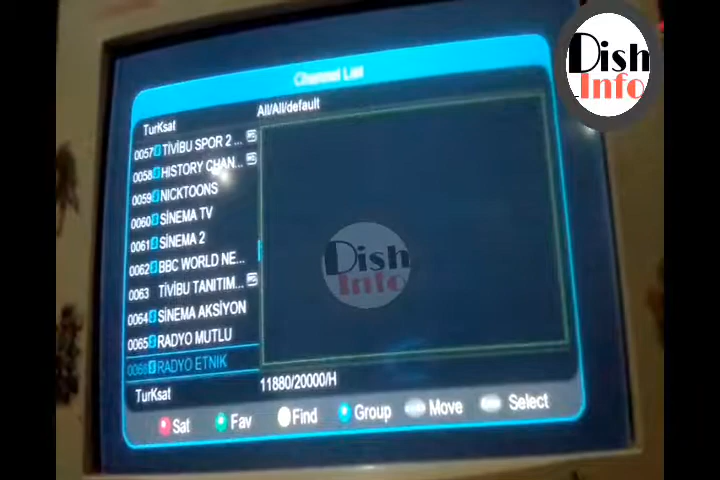 Dish
Info
Channel List
TurKsat
All/All/default
0057 TİVİBU SPOR 2 ...
0058 HISTORY CHAN...
0059 NICKTOONS
0060 SİNEMA TV
0061 SİNEMA 2
0062 BBC WORLD NE...
0063 TİVİBU TANITIM...
0064 SİNEMA AKSİYON
0065 RADYO MUTLU
0066 RADYO ETNIK
Dish
Info
TurKsat
11880/20000/H
Sat Fav Find Group Move Select